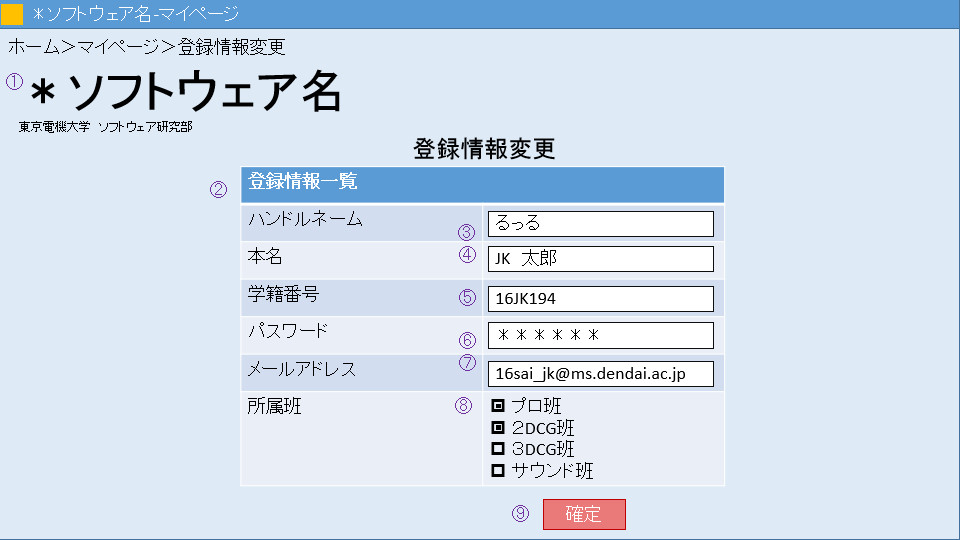 ＊ソフトウェア名-マイページ
ホーム＞マイページ＞登録情報変更
① ＊ソフトウェア名
東京電機大学　ソフトウェア研究部
登録情報変更
② 登録情報一覧
ハンドルネーム ③ るっる
本名 ④ JK　太郎
学籍番号 ⑤ 16JK194
パスワード ⑥ ＊＊＊＊＊＊
メールアドレス ⑦ 16sai_jk@ms.dendai.ac.jp
所属班 ⑧ プロ班
２DCG班
３DCG班
サウンド班
⑨ 確定